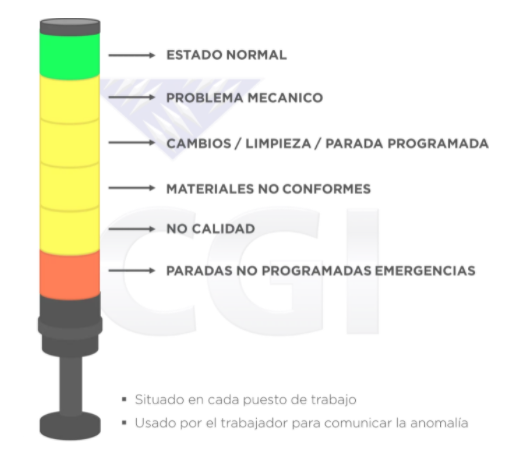 ESTADO NORMAL
PROBLEMA MECANICO
CAMBIOS / LIMPIEZA / PARADA PROGRAMADA
MATERIALES NO CONFORMES
NO CALIDAD
PARADAS NO PROGRAMADAS EMERGENCIAS
CGI
▪ Situado en cada puesto de trabajo
▪ Usado por el trabajador para comunicar la anomalía